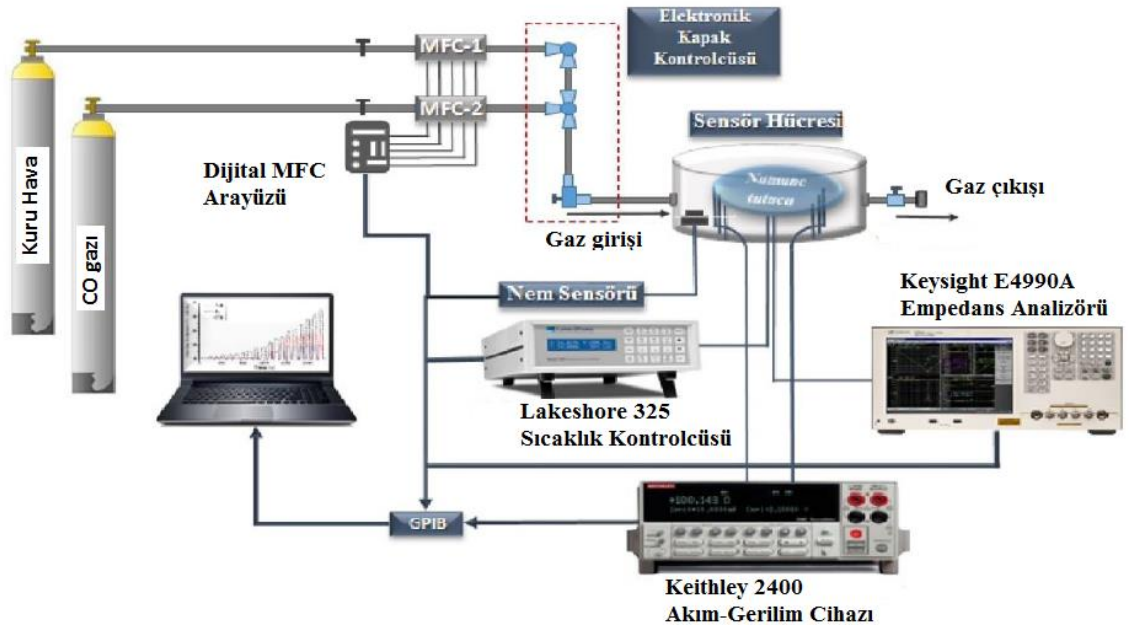 Elektronik
Kapak
Kontrolcüsü
MFC-1
MFC-2
Sensör Hücresi
Numune
tutucu
Kuru Hava
CO gazı
Dijital MFC
Arayüzü
Gaz girişi
Gaz çıkışı
Nem Sensörü
Keysight E4990A
Empedans Analizörü
Lakeshore 325
Sıcaklık Kontrolcüsü
GPIB
Keithley 2400
Akım-Gerilim Cihazı